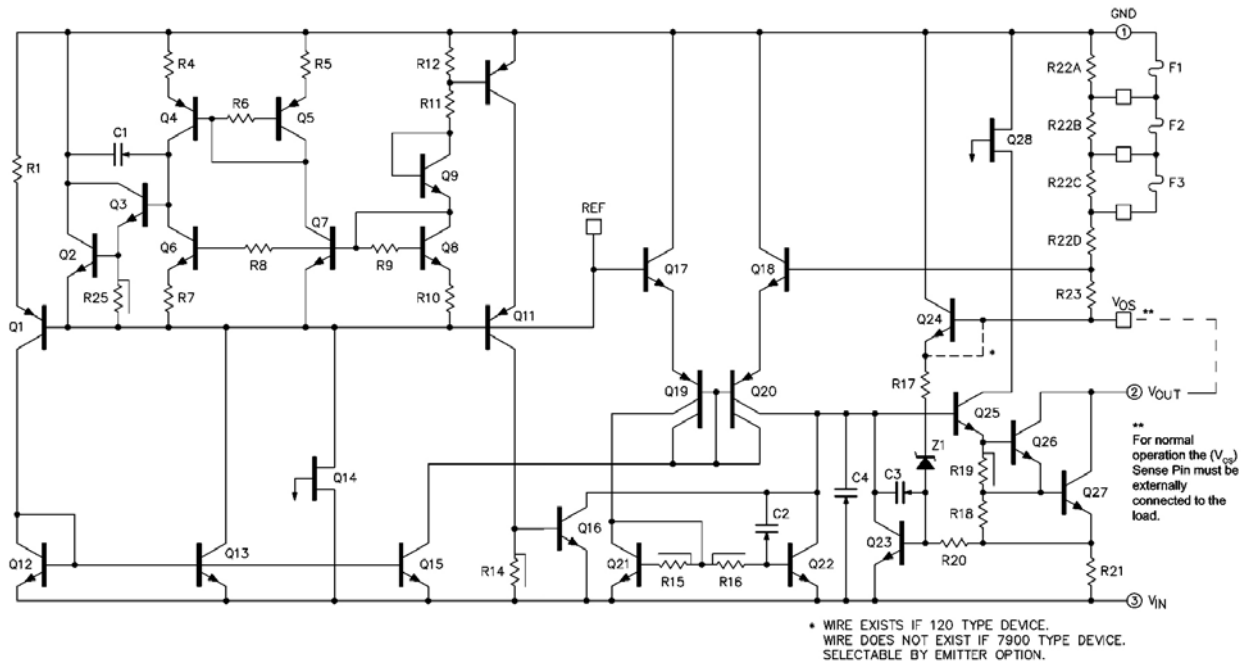 GND
1
R4
R5
R12
R22A
F1
R11
R6
Q4
Q5
C1
R22B
F2
Q28
R1
Q9
R22C
F3
Q3
REF
Q7
Q2
Q6
R8
R9
Q8
Q17
Q18
R22D
R25
R7
R10
R23
VOS **
Q1
Q11
Q24
*
Q19
Q20
R17
2 VOUT
Q25
Q26
**
For normal
operation the (VOS)
Sense Pin must be
externally
connected to the
load.
Z1
Q14
C4
C3
R19
Q27
C2
R18
Q16
Q12
Q13
Q15
R14
Q21
R15
R16
Q22
Q23
R20
R21
3 VIN
* WIRE EXISTS IF 120 TYPE DEVICE.
WIRE DOES NOT EXIST IF 7900 TYPE DEVICE.
SELECTABLE BY EMITTER OPTION.